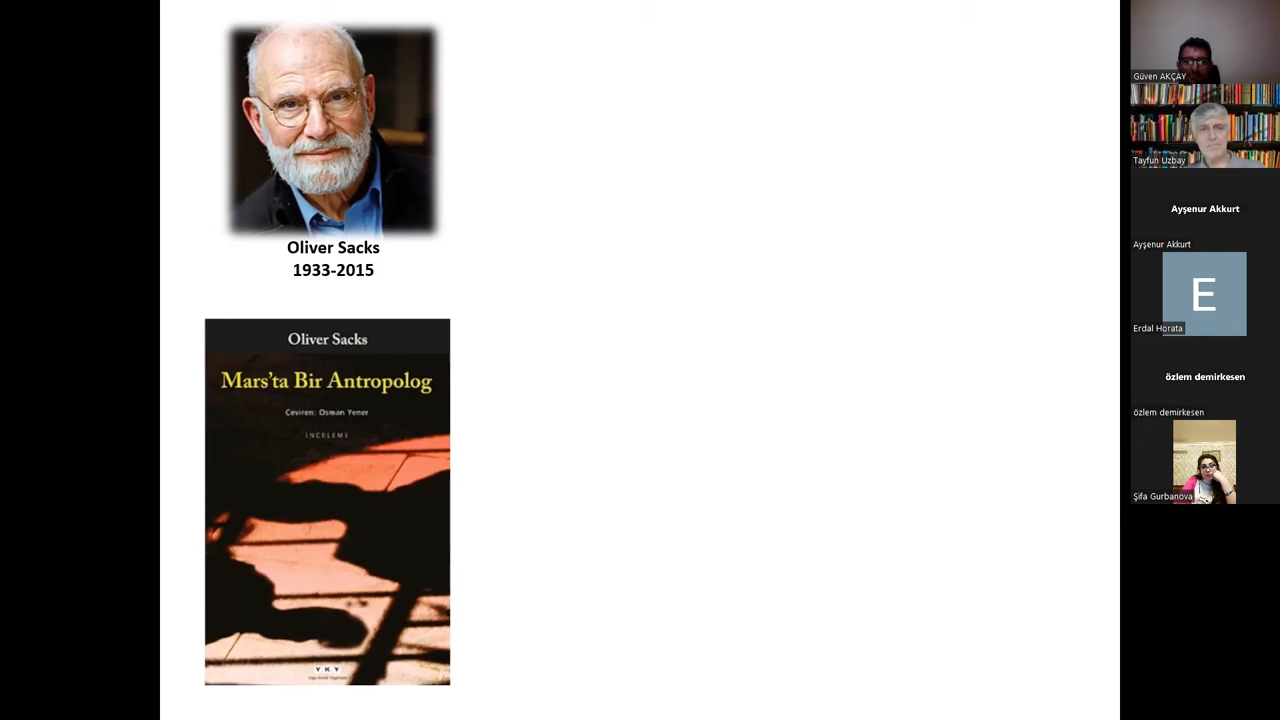 Oliver Sacks
1933-2015
Oliver Sacks
Mars'ta Bir Antropolog
Çeviren: Osman Yener
İNCELEME
YKY
Güven AKÇAY
Tayfun Uzbay
Ayşenur Akkurt
Ayşenur Akkurt
E
Erdal Horata
özlem demirkesen
özlem demirkesen
Şifa Gurbanova